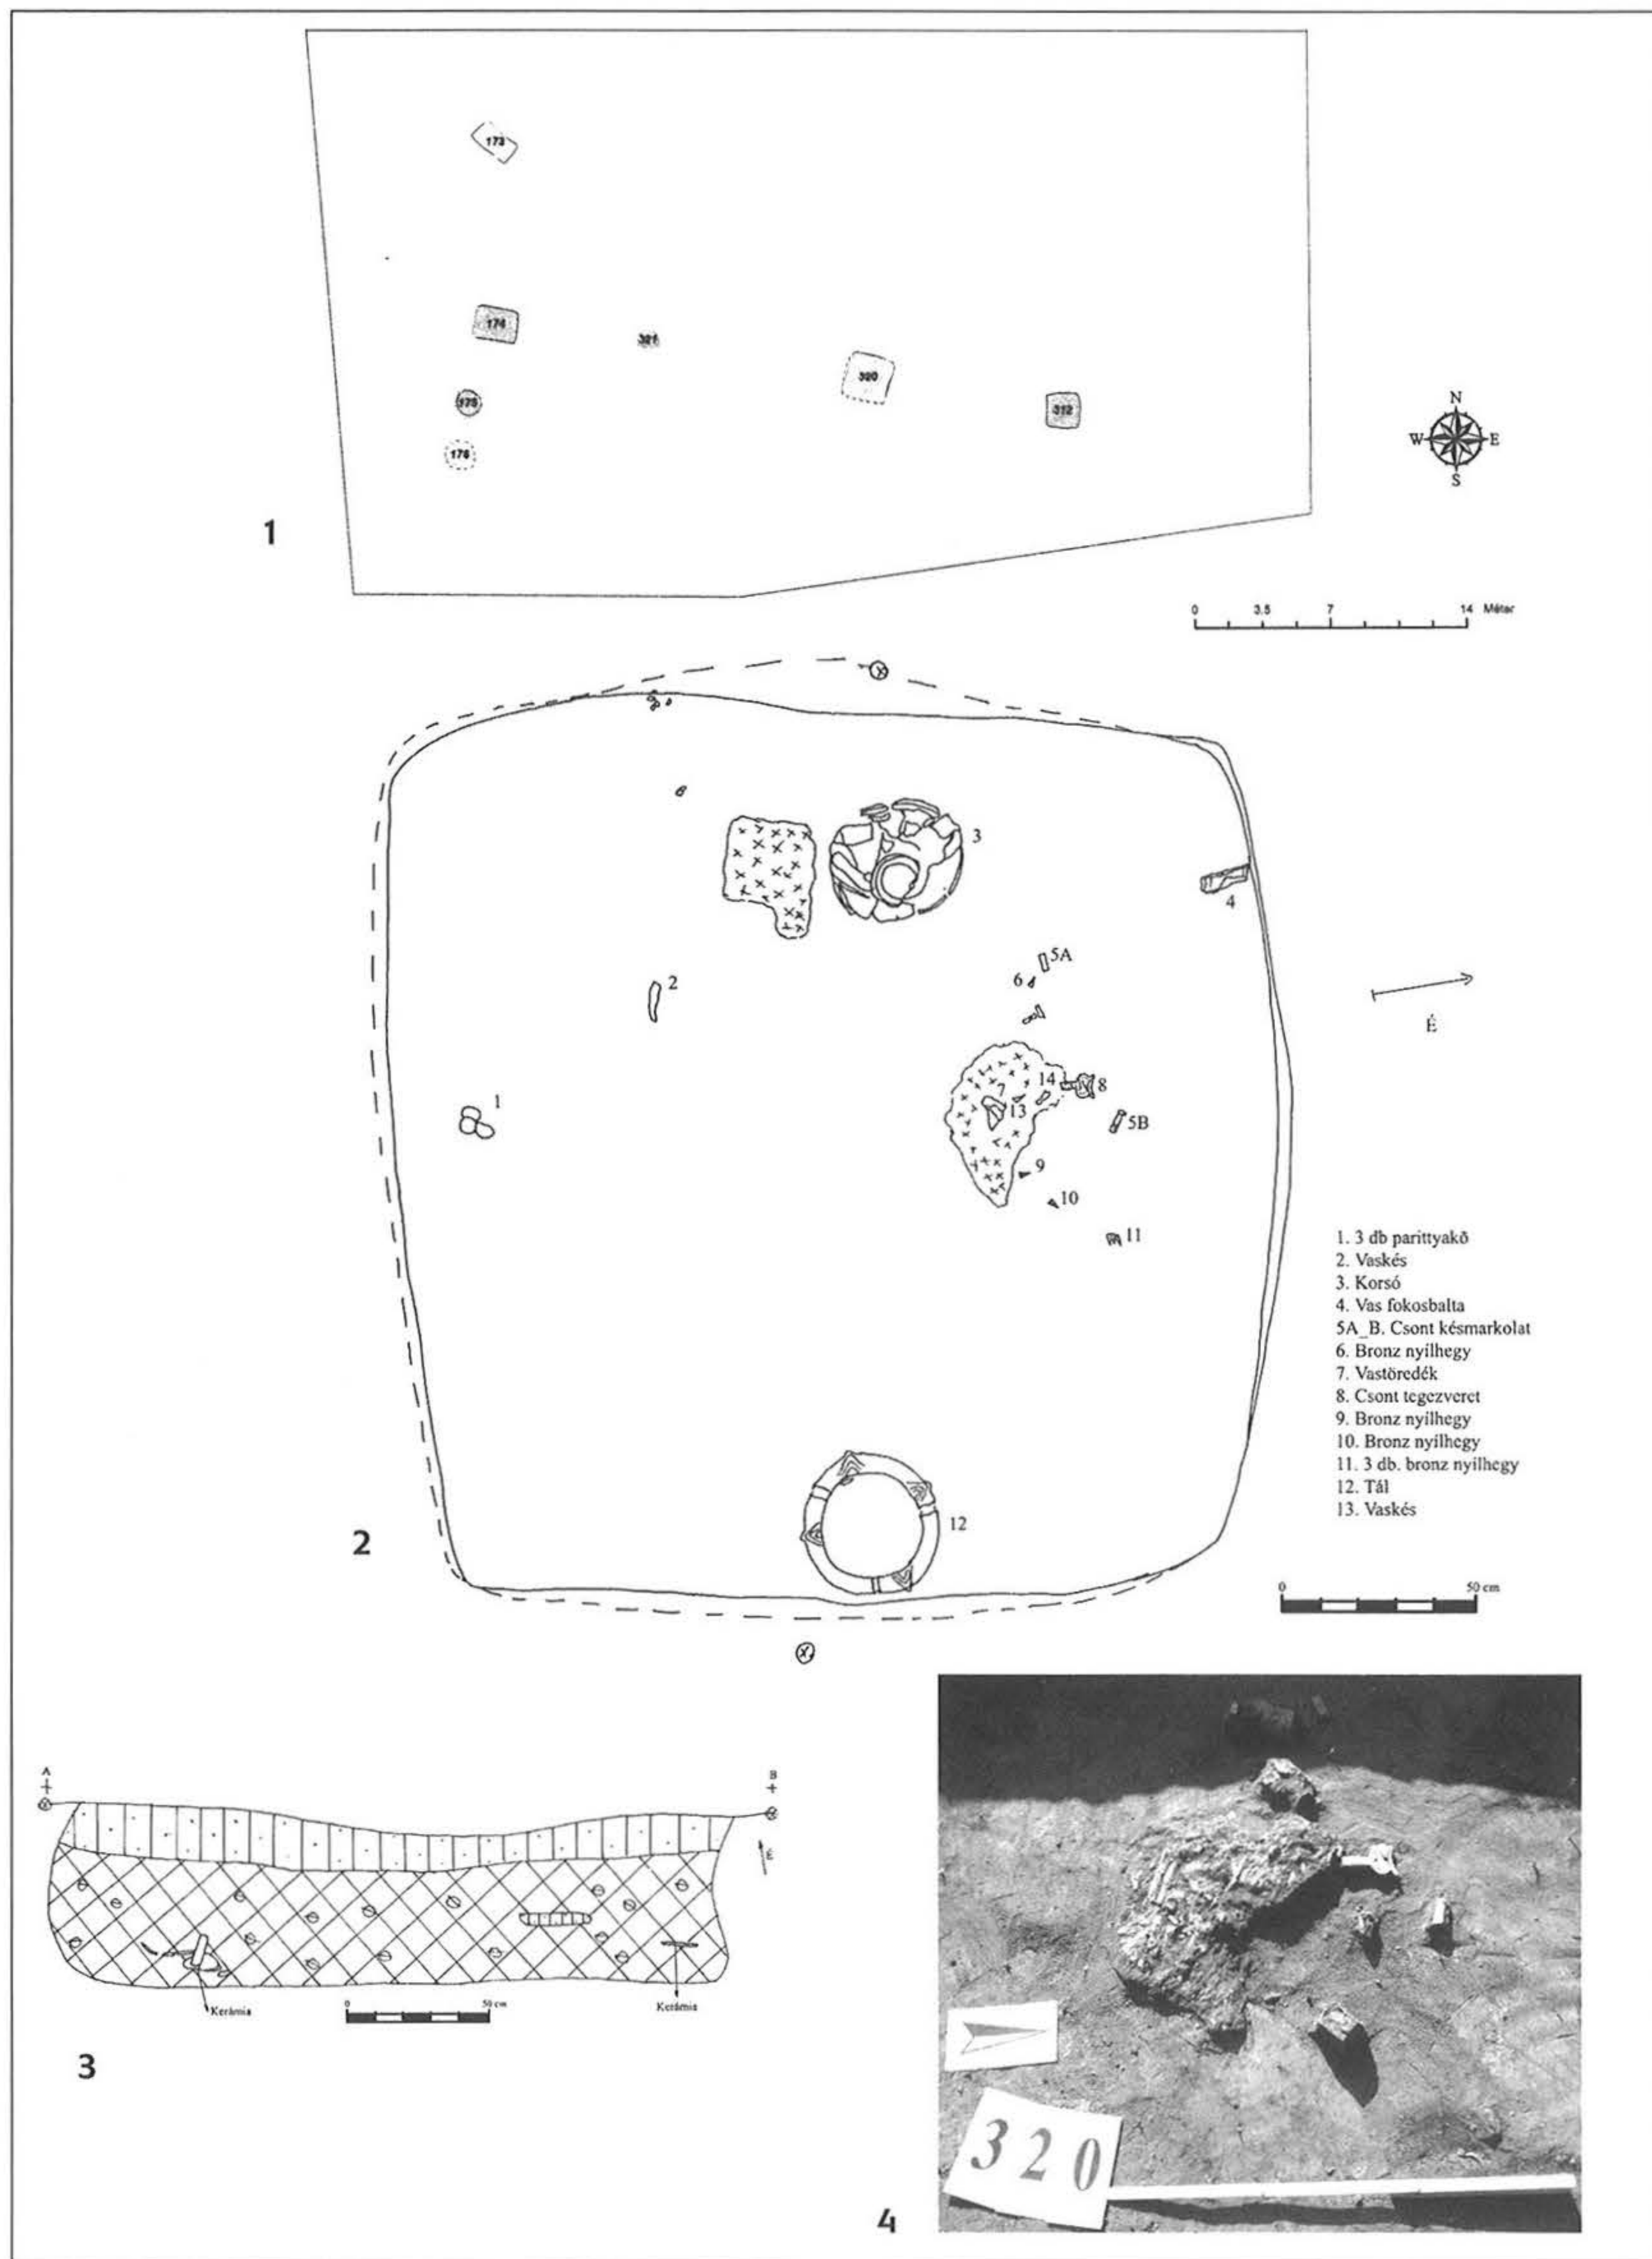 173
174
321
320
312
175
176
N
W E
S
1
0 3.5 7 14 Méter
3
4
5A
6
2
É
14
8
7
13
1
5B
9
10
11
1. 3 db parittyakő
2. Vaskés
3. Korsó
4. Vas fokosbalta
5A_B. Csont késmarkolat
6. Bronz nyílhegy
7. Vastöredék
8. Csont tegezveret
9. Bronz nyílhegy
10. Bronz nyílhegy
11. 3 db. bronz nyílhegy
12. Tál
13. Vaskés
12
2
0 50 cm
A
B
É
Kerámia
0 50 cm
Kerámia
3
320
4